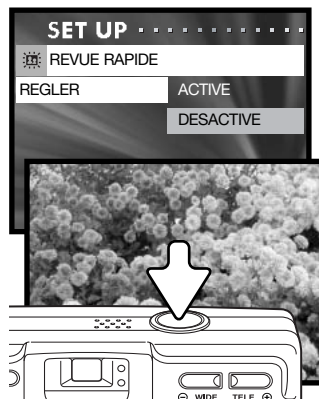 SET UP
REVUE RAPIDE
REGLER ACTIVE
DESACTIVE
WIDE TELE